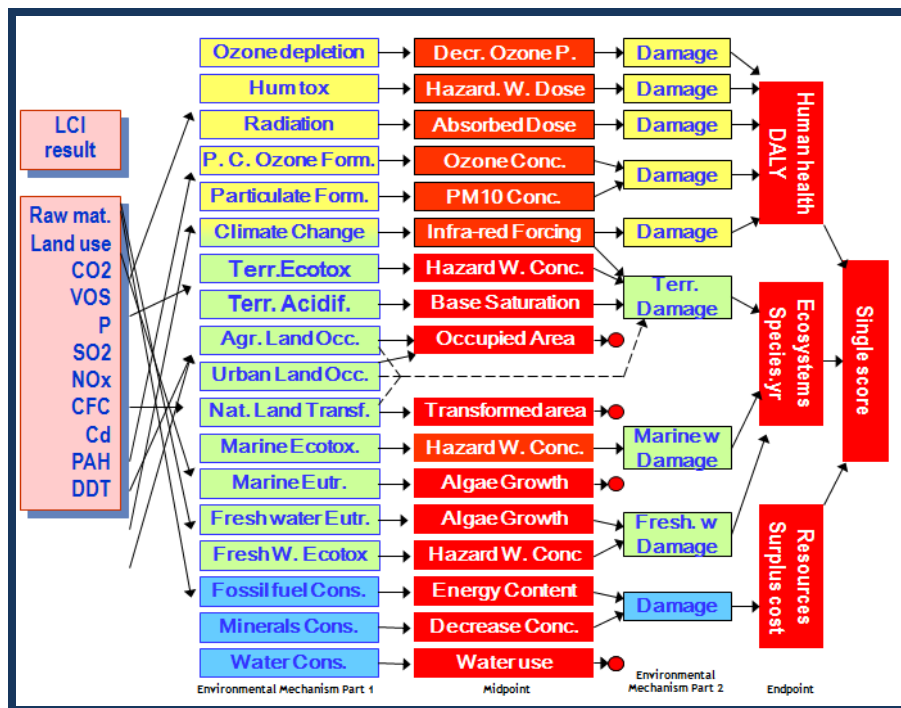 Ozone depletion
Decr. Ozone P.
Damage
Hum tox
Hazard. W. Dose
Damage
LCI
result
Radiation
Absorbed Dose
Damage
Human health
DALY
P. C. Ozone Form.
Ozone Conc.
Damage
Particulate Form.
PM10 Conc.
Raw mat.
Land use
CO2
VOS
P
SO2
NOx
CFC
Cd
PAH
DDT
Climate Change
Infra-red Forcing
Damage
Terr.Ecotox
Hazard W. Conc.
Terr.
Damage
Terr. Acidif.
Base Saturation
Agr. Land Occ.
Occupied Area
Urban Land Occ.
Ecosystems
Species.yr
Single score
Nat. Land Transf.
Transformed area
Marine Ecotox.
Hazard W. Conc.
Marine w
Damage
Marine Eutr.
Algae Growth
Freshwater Eutr.
Algae Growth
Fresh. w
Damage
Fresh W. Ecotox
Hazard W. Conc
Fossil fuel Cons.
Energy Content
Damage
Resources
Surplus cost
Minerals Cons.
Decrease Conc.
Water Cons.
Water use
Environmental Mechanism Part 1
Midpoint
Environmental
Mechanism Part 2
Endpoint